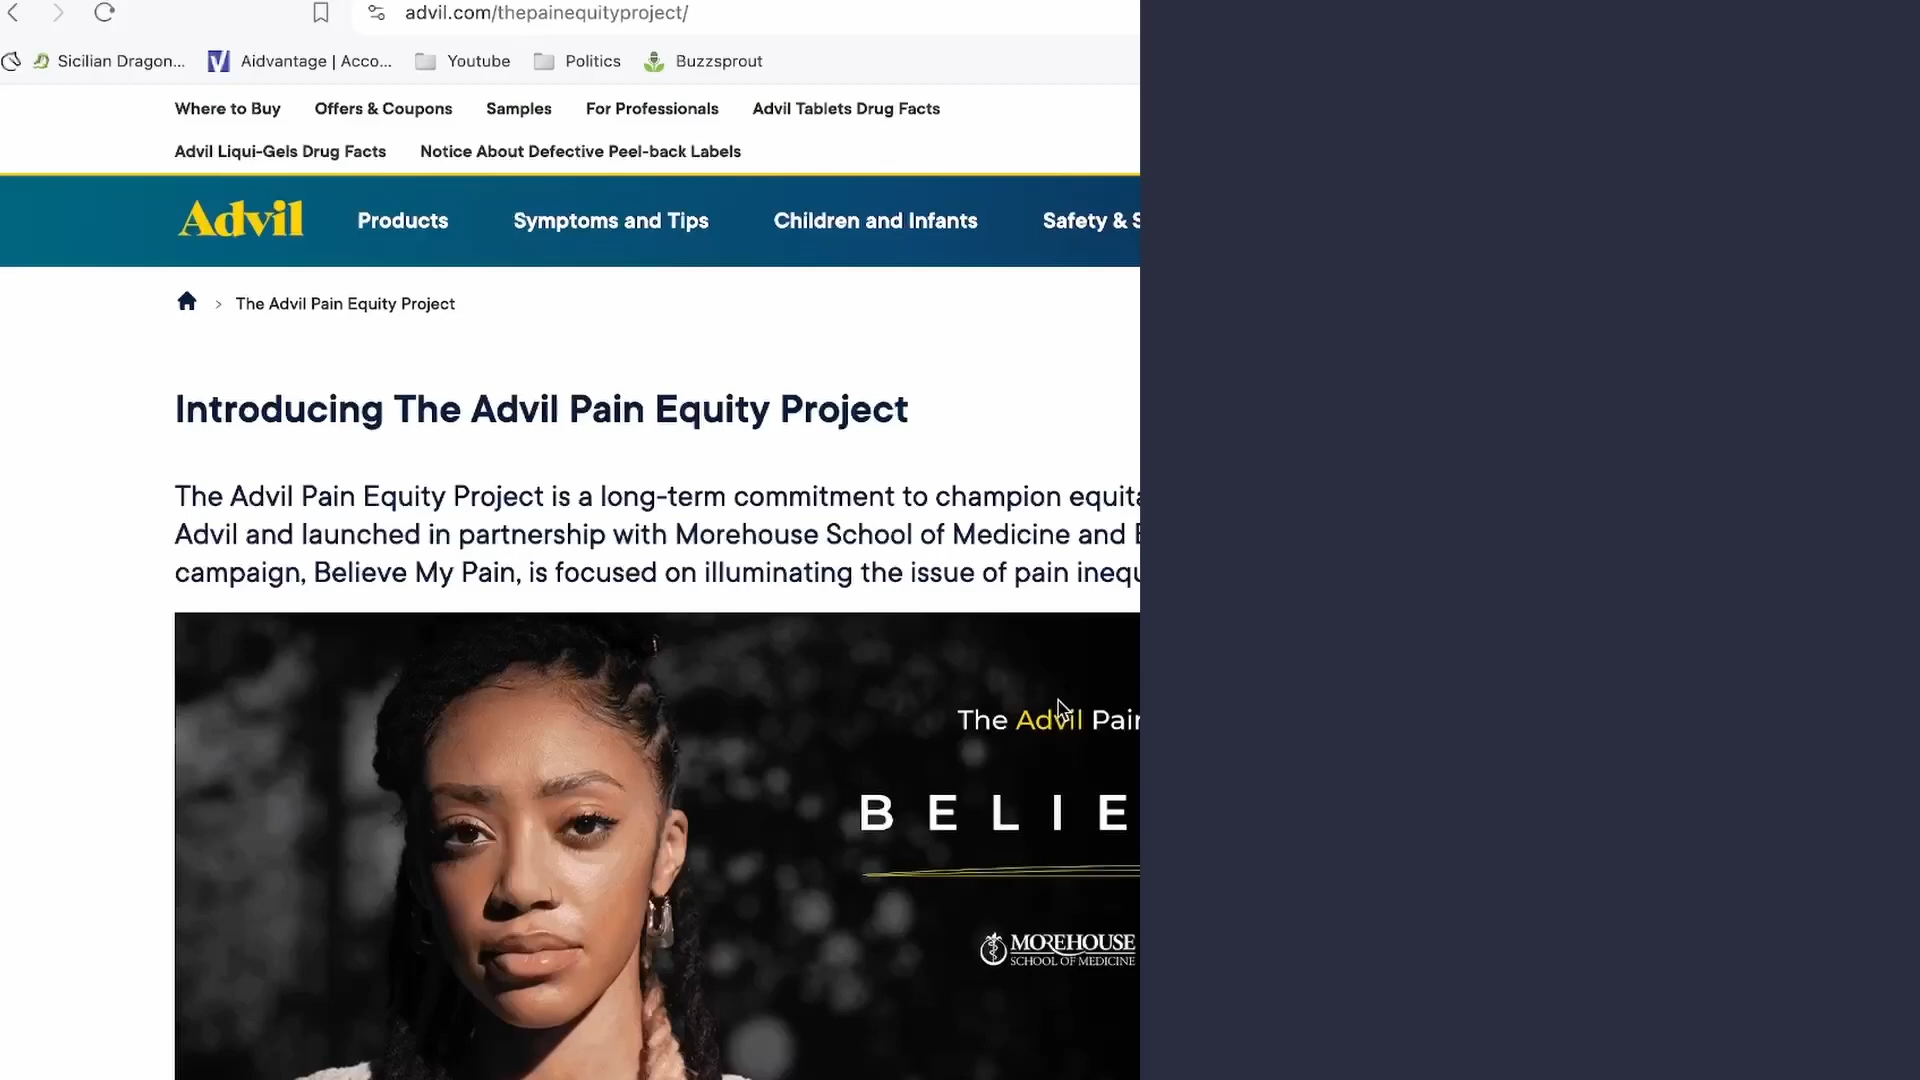 advil.com/thepainequityproject/
Sicilian Dragon... Aidvantage | Acco... Youtube Politics Buzzsprout
Where to Buy Offers & Coupons Samples For Professionals Advil Tablets Drug Facts
Advil Liqui-Gels Drug Facts Notice About Defective Peel-back Labels
Advil Products Symptoms and Tips Children and Infants Safety &
> The Advil Pain Equity Project
Introducing The Advil Pain Equity Project
The Advil Pain Equity Project is a long-term commitment to champion
Advil and launched in partnership with Morehouse School of Medicine and
campaign, Believe My Pain, is focused on illuminating the issue of pain
The Advil
BELIE
MOREHOUSE
SCHOOL OF MEDICINE